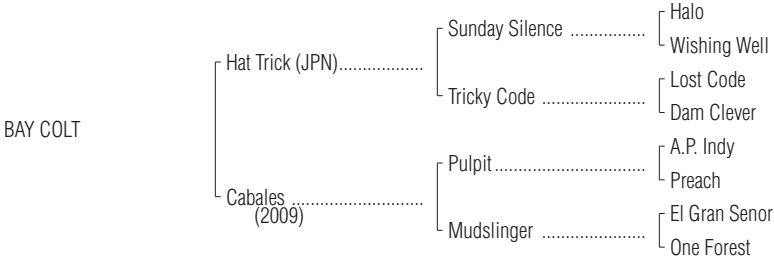 Halo
Sunday Silence ................
Wishing Well
Hat Trick (JPN)..................
Lost Code
Tricky Code ......................
Dam Clever
BAY COLT
A.P. Indy
Pulpit................................
Preach
Cabales ............................
(2009)
El Gran Senor
Mudslinger ......................
One Forest